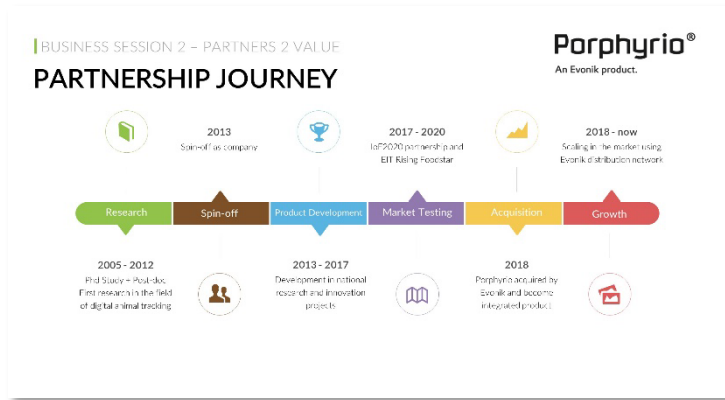 BUSINESS SESSION 2 – PARTNERS 2 VALUE
PARTNERSHIP JOURNEY
Porphyrio®
An Evonik product.
2013
Spin-off as company
2017 - 2020
IoF2020 partnership and
EIT Rising Foodstar
2018 - now
Scaling in the market using
Evonik distribution network
Research
Spin-off
Product Development
Market Testing
Acquisition
Growth
2005 - 2012
Phd Study + Post-doc
First research in the field
of digital animal tracking
2013 - 2017
Development in national
research and innovation
projects
2018
Porphyrio acquired by
Evonik and become
integrated product